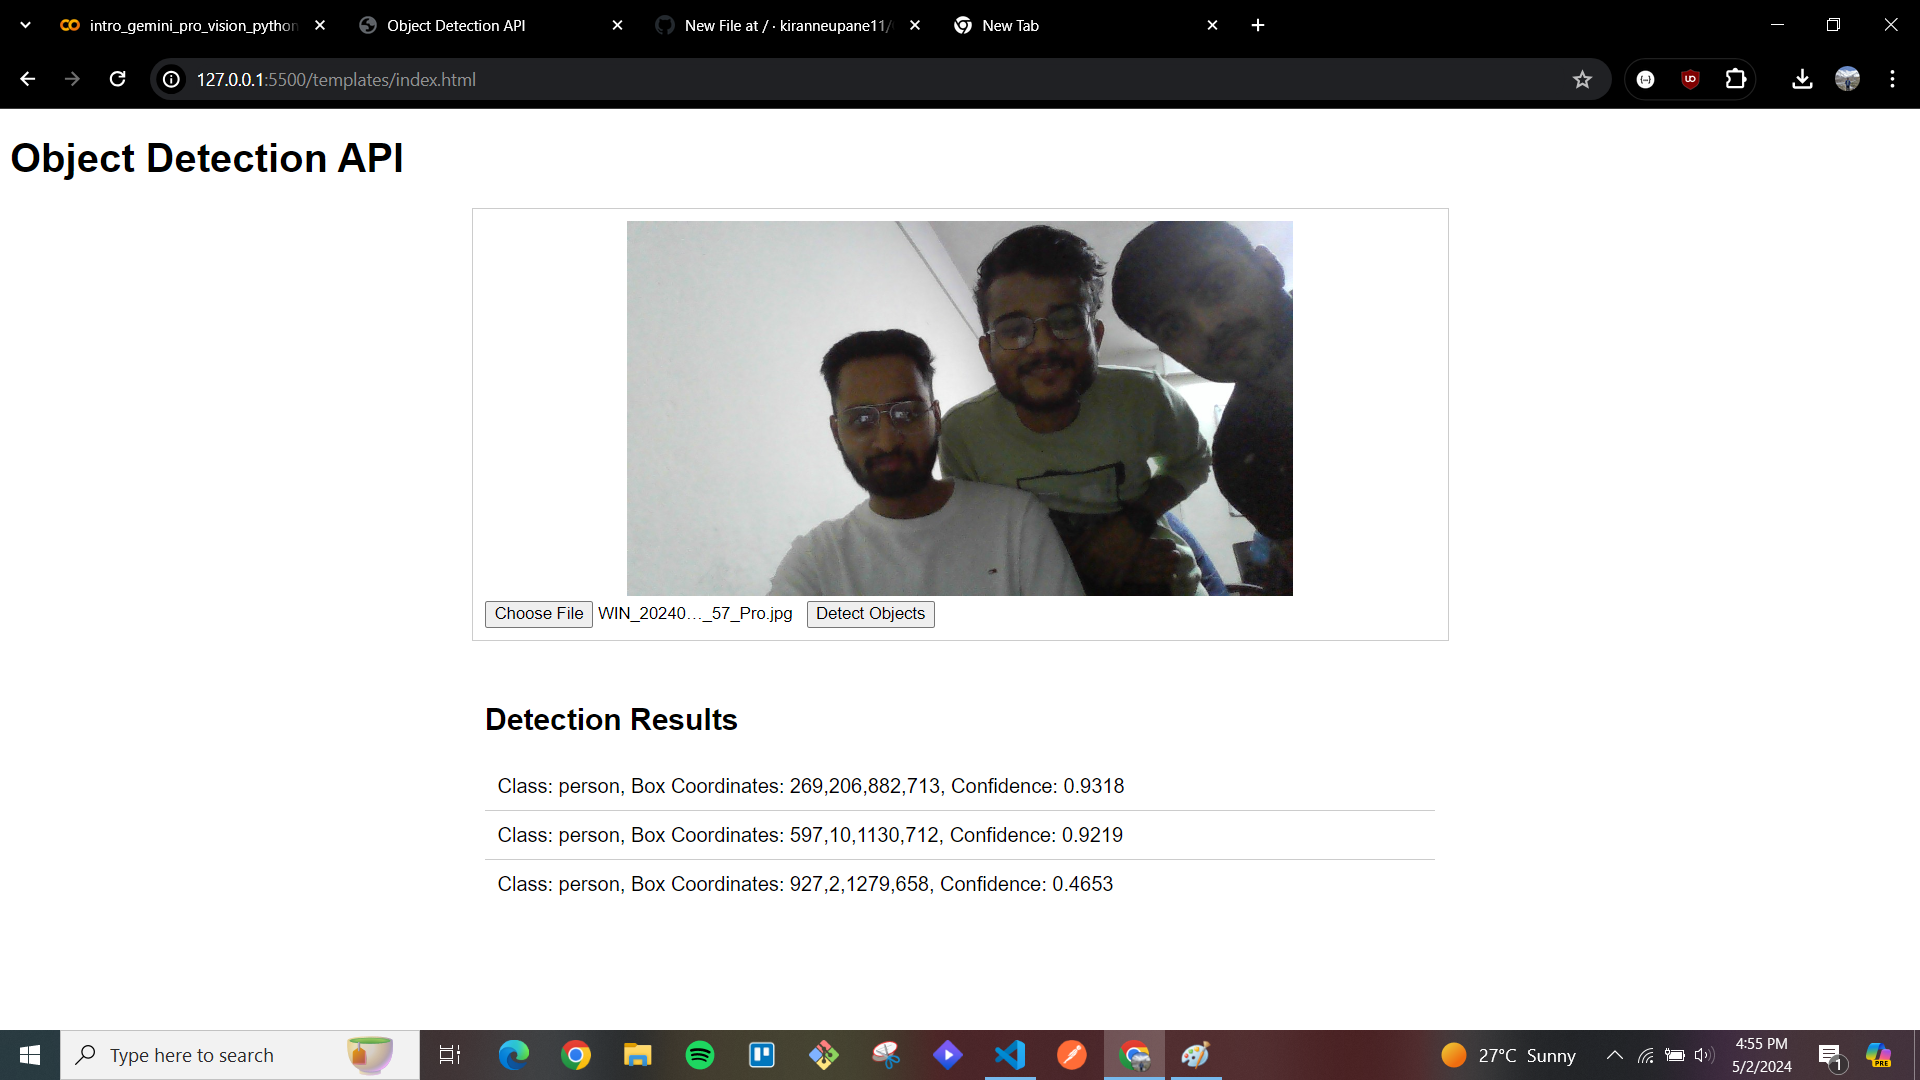 intro_gemini_pro_vision_python
Object Detection API
New File at / · kiranneupane11/
New Tab
127.0.0.1:5500/templates/index.html
Object Detection API
Choose File WIN_20240…_57_Pro.jpg Detect Objects
Detection Results
Class: person, Box Coordinates: 269,206,882,713, Confidence: 0.9318
Class: person, Box Coordinates: 597,10,1130,712, Confidence: 0.9219
Class: person, Box Coordinates: 927,2,1279,658, Confidence: 0.4653
Type here to search
27°C Sunny
4:55 PM
5/2/2024
1
PRE